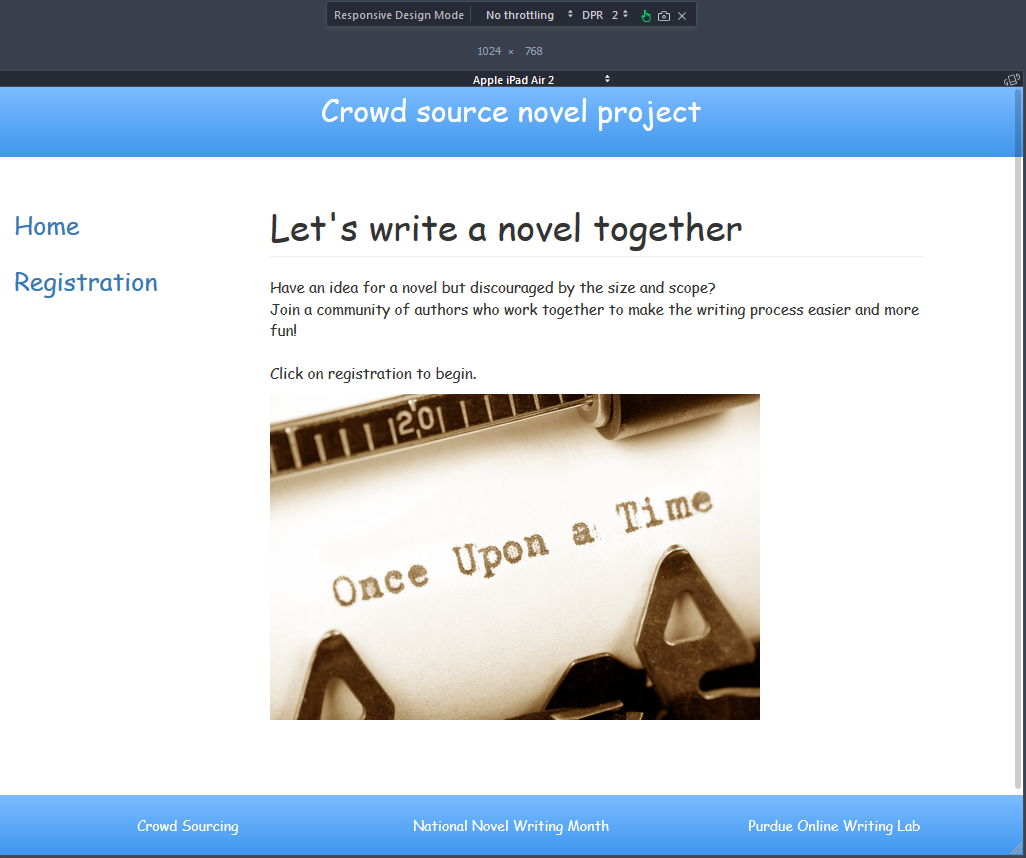 Responsive Design Mode No throttling DPR 2
1024 × 768
Apple iPad Air 2
Crowd source novel project
Home
Registration
Let's write a novel together
Have an idea for a novel but discouraged by the size and scope?
Join a community of authors who work together to make the writing process easier and more
fun!
Click on registration to begin.
20
Once Upon a Time
Crowd Sourcing National Novel Writing Month Purdue Online Writing Lab